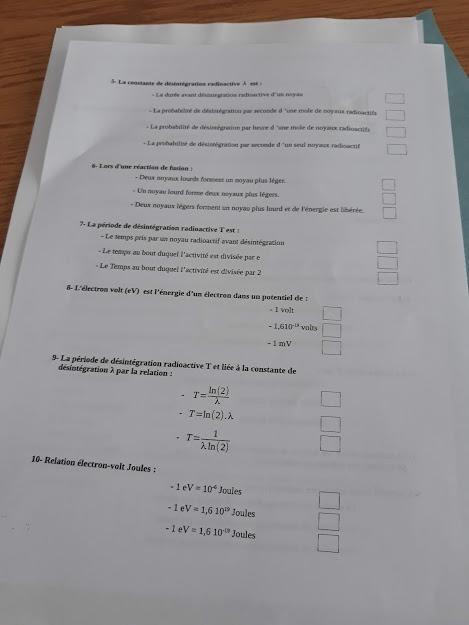 5- La constante de désintégration radioactive λ est :
- La durée avant désintégration radioactive d'un noyau
- La probabilité de désintégration par seconde d 'une mole de noyaux radioactifs
- La probabilité de désintégration par heure d 'une mole de noyaux radioactifs
- La probabilité de désintégration par seconde d 'un seul noyaux radioactif
6- Lors d'une réaction de fusion :
- Deux noyaux lourds forment un noyau plus léger.
- Un noyau lourd forme deux noyaux plus légers.
- Deux noyaux légers forment un noyau plus lourd et de l'énergie est libérée.
7- La période de désintégration radioactive T est :
- Le temps pris par un noyau radioactif avant désintégration
- Le temps au bout duquel l'activité est divisée par e
- Le Temps au bout duquel l'activité est divisée par 2
8- L'électron volt (eV) est l'énergie d'un électron dans un potentiel de :
- 1 volt
- 1,610⁻¹⁹ volts
- 1 mV
9- La période de désintégration radioactive T et liée à la constante de
désintégration λ par la relation :
- T=ln(2)/λ
- T=ln(2).λ
- T=1/λln(2)
10- Relation électron-volt Joules :
- 1 eV = 10⁻⁶ Joules
- 1 eV = 1,6 10¹⁹ Joules
- 1 eV = 1,6 10⁻¹⁹ Joules